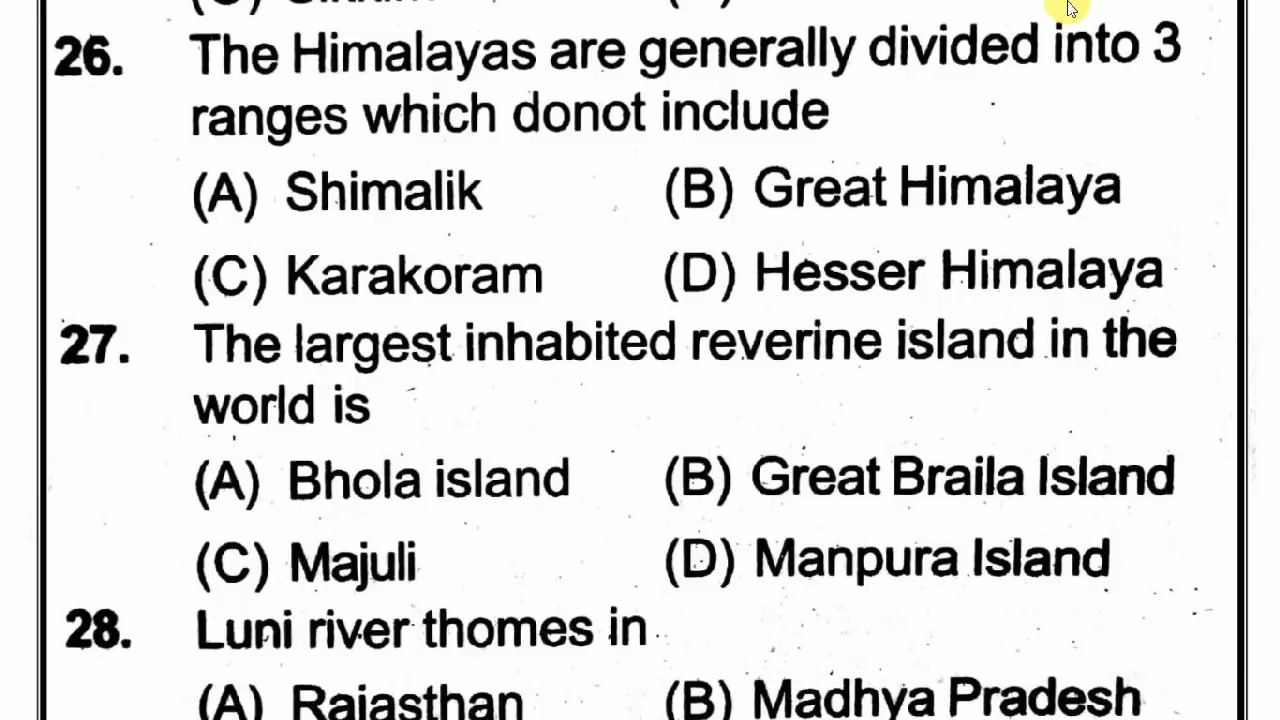 26. The Himalayas are generally divided into 3
ranges which donot include
(A) Shimalik (B) Great Himalaya
(C) Karakoram (D) Hesser Himalaya
27. The largest inhabited reverine island in the
world is
(A) Bhola island (B) Great Braila Island
(C) Majuli (D) Manpura Island
28. Luni river thomes in
(A) Rajasthan (B) Madhya Pradesh